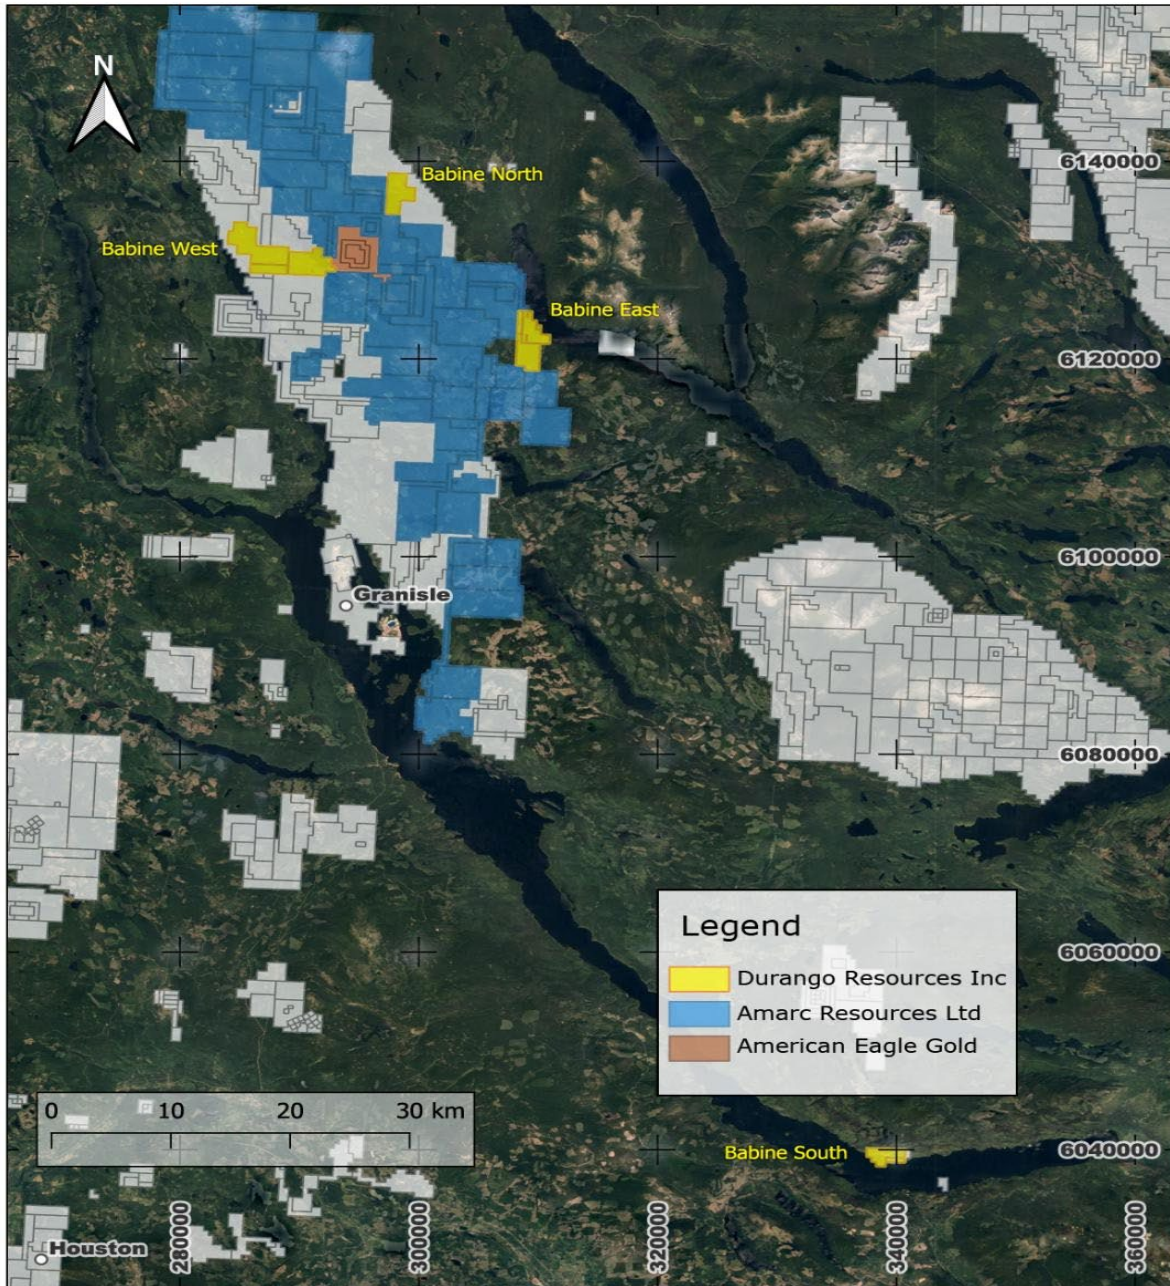 N
Babine North
6140000
Babine West
Babine East
6120000
6100000
Granisle
6080000
Legend
Durango Resources Inc
6060000
Amarc Resources Ltd
American Eagle Gold
0 10 20 30 km
Babine South
6040000
280000
300000
320000
340000
360000
Houston